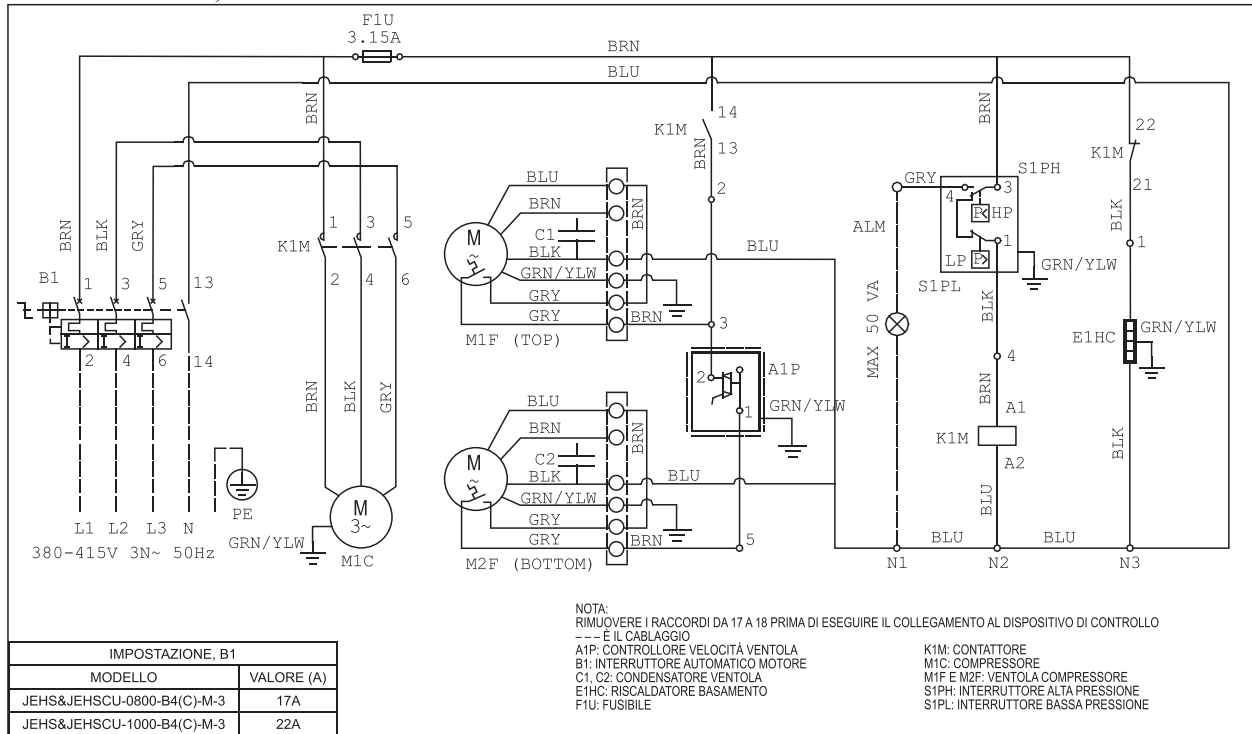 F1U
3.15A
BRN
BLU
BRN
BRN
14
K1M
13
BRN
2
22
K1M
21
BLK
1
S1PH
GRY
4
3
P
HP
1
LP
P
S1PL
GRN/YLW
ALM
MAX 50 VA
BLK
4
BRN
A1
K1M
A2
BLU
E1HC
GRN/YLW
BLK
BRN
BLK
GRY
B1
1
3
5
13
2
4
6
14
L1
L2
L3
N
PE
380-415V 3N~ 50Hz
K1M
1
3
5
2
4
6
BRN
BLK
GRY
M
3~
M1C
GRN/YLW
BLU
BRN
C1
BLK
GRN/YLW
GRY
GRY
M
~
M1F (TOP)
BRN
BRN
BLU
3
2
A1P
1
GRN/YLW
BLU
BRN
C2
BLK
GRN/YLW
GRY
GRY
M
~
M2F (BOTTOM)
BRN
BRN
BLU
5
BLU
BLU
N1
N2
N3
NOTA:
RIMUOVERE I RACCORDI DA 17 A 18 PRIMA DI ESEGUIRE IL COLLEGAMENTO AL DISPOSITIVO DI CONTROLLO
– – – È IL CABLAGGIO
A1P: CONTROLLORE VELOCITÀ VENTOLA
B1: INTERRUTTORE AUTOMATICO MOTORE
C1, C2: CONDENSATORE VENTOLA
E1HC: RISCALDATORE BASAMENTO
F1U: FUSIBILE
K1M: CONTATTORE
M1C: COMPRESSORE
M1F E M2F: VENTOLA COMPRESSORE
S1PH: INTERRUTTORE ALTA PRESSIONE
S1PL: INTERRUTTORE BASSA PRESSIONE
IMPOSTAZIONE, B1
MODELLO VALORE (A)
JEHS&JEHSCU-0800-B4(C)-M-3 17A
JEHS&JEHSCU-1000-B4(C)-M-3 22A